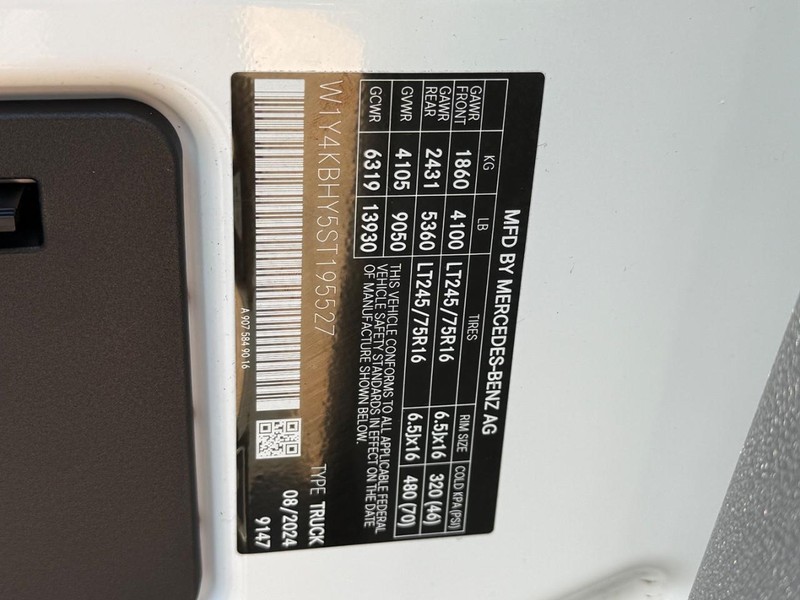 MFD BY MERCEDES-BENZ AG
KG LB TIRES RIM SIZE COLD KPA (PSI)
GAWR FRONT 1860 4100 LT245/75R16 6.5Jx16 320 (46)
GAWR REAR 2431 5360 LT245/75R16 6.5Jx16 480 (70)
GVWR 4105 9050
GCWR 6319 13930
THIS VEHICLE CONFORMS TO ALL APPLICABLE FEDERAL
VEHICLE SAFETY STANDARDS IN EFFECT ON THE DATE
OF MANUFACTURE SHOWN BELOW.
W1Y4KBHY5ST195527
TYPE TRUCK
08/2024
9147
A 907 584 90 16